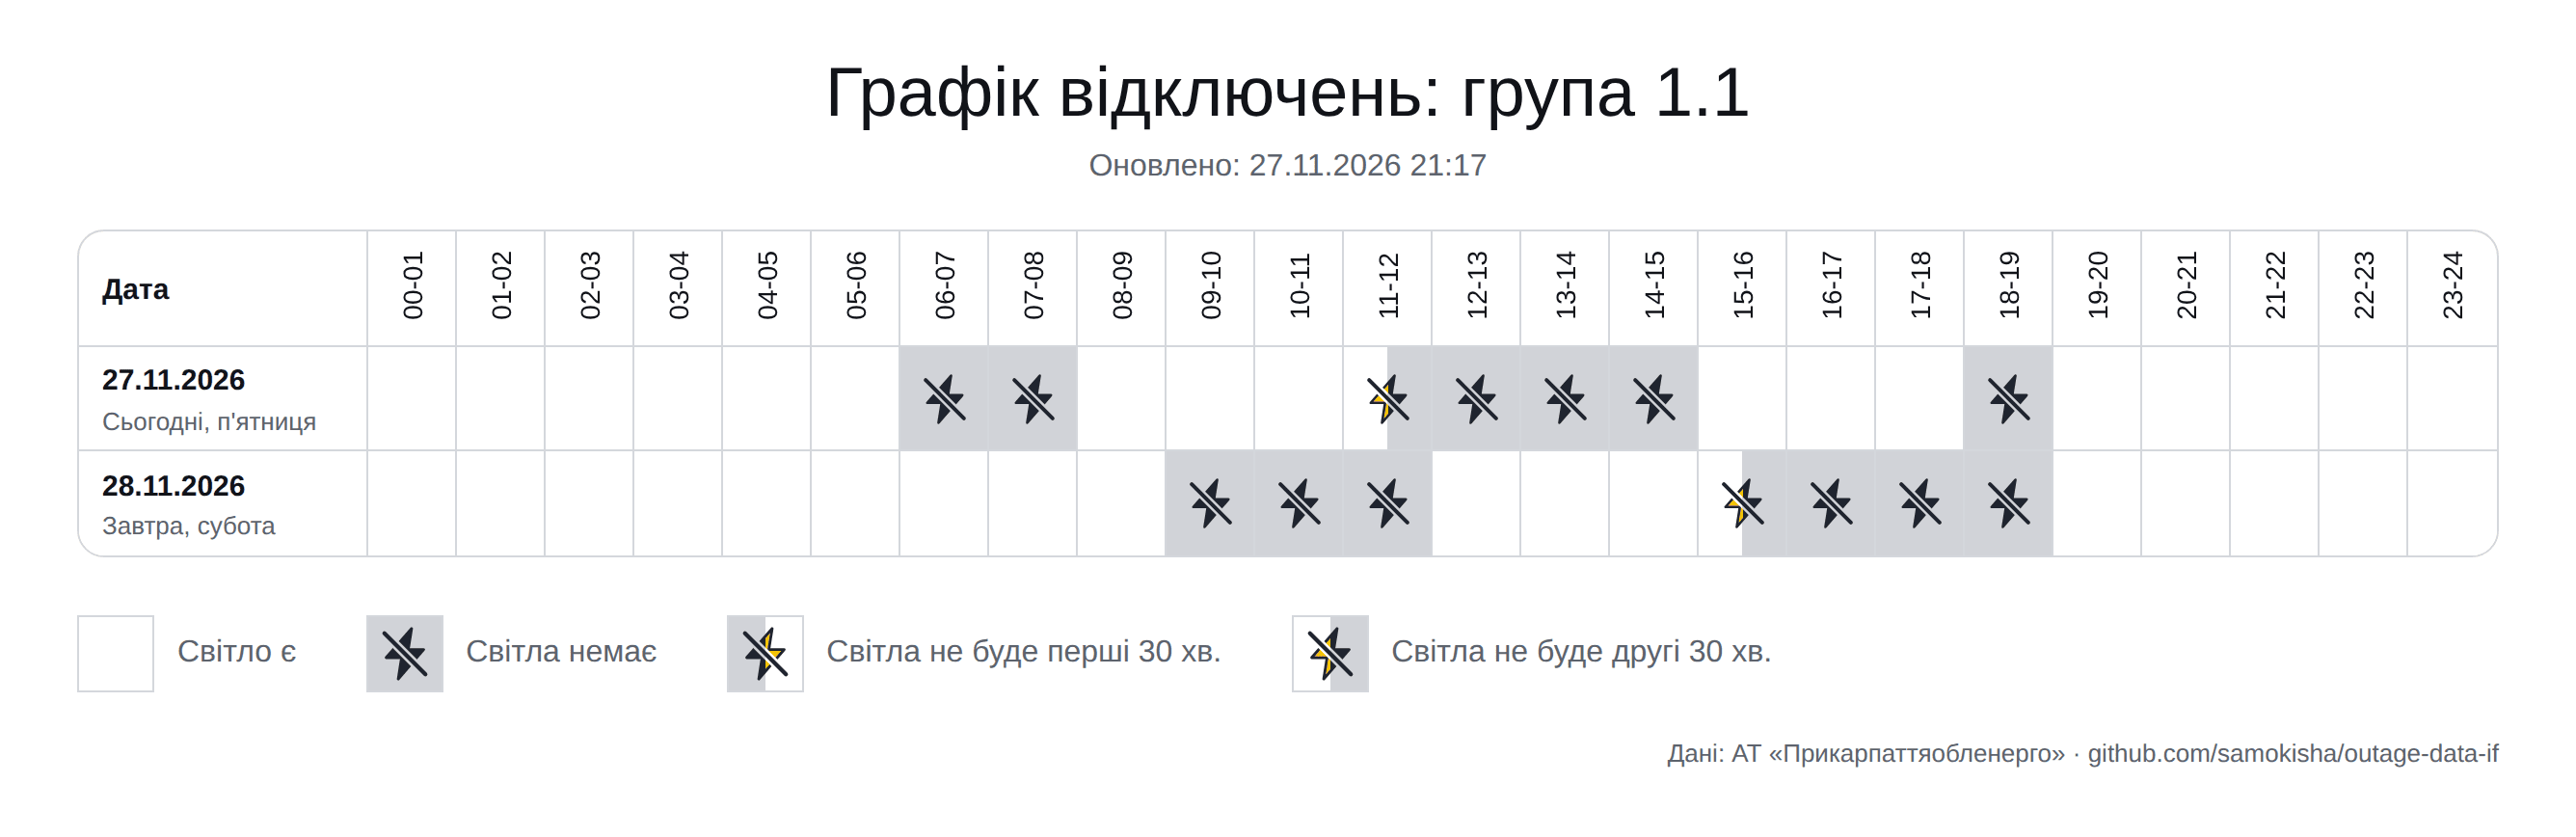 Графік відключень: група 1.1
Оновлено: 27.11.2026 21:17
Дата 00-01 01-02 02-03 03-04 04-05 05-06 06-07 07-08 08-09 09-10 10-11 11-12 12-13 13-14 14-15 15-16 16-17 17-18 18-19 19-20 20-21 21-22 22-23 23-24
27.11.2026
Сьогодні, п'ятниця
28.11.2026
Завтра, субота
Світло є Світла немає Світла не буде перші 30 хв. Світла не буде другі 30 хв.
Дані: АТ «Прикарпаттяобленерго» · github.com/samokisha/outage-data-if